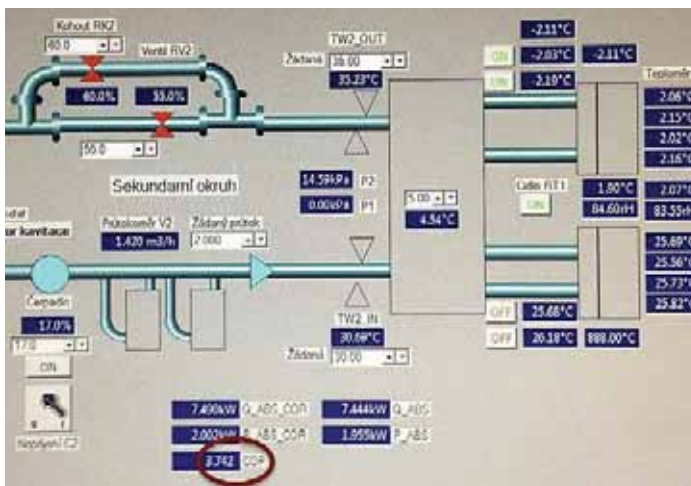 Kohout RK2
60.0
Ventil RV2
60.0%
55.0%
55.0
TW2_OUT
Žádaná
36.00
35.23°C
-2.11°C
ON
-2.03°C
-2.11°C
ON
-2.19°C
Teploměr
2.06°
2.15°
2.02°
2.16°
Sekundarní okruh
14.59kPa
P2
0.00kPa
P1
5.00
4.54°C
Čidlo RT1
ON
1.90°C
2.07°
84.60rH
83.55r
Průtokoměr V2
1.420 m3/h
Žádaný průtok
2.000
kavitace
Čerpadlo
17.0%
17.0
ON
TW2_IN
30.69°C
Žádaná
30.00
25.69°
25.56°
25.73°
25.82°
OFF
25.68°C
OFF
26.18°C
888.00°C
7.490kW
Q_ABS_COR
7.444kW
Q_ABS
2.002kW
P_ABS_COR
1.955kW
P_ABS
3.742
COP